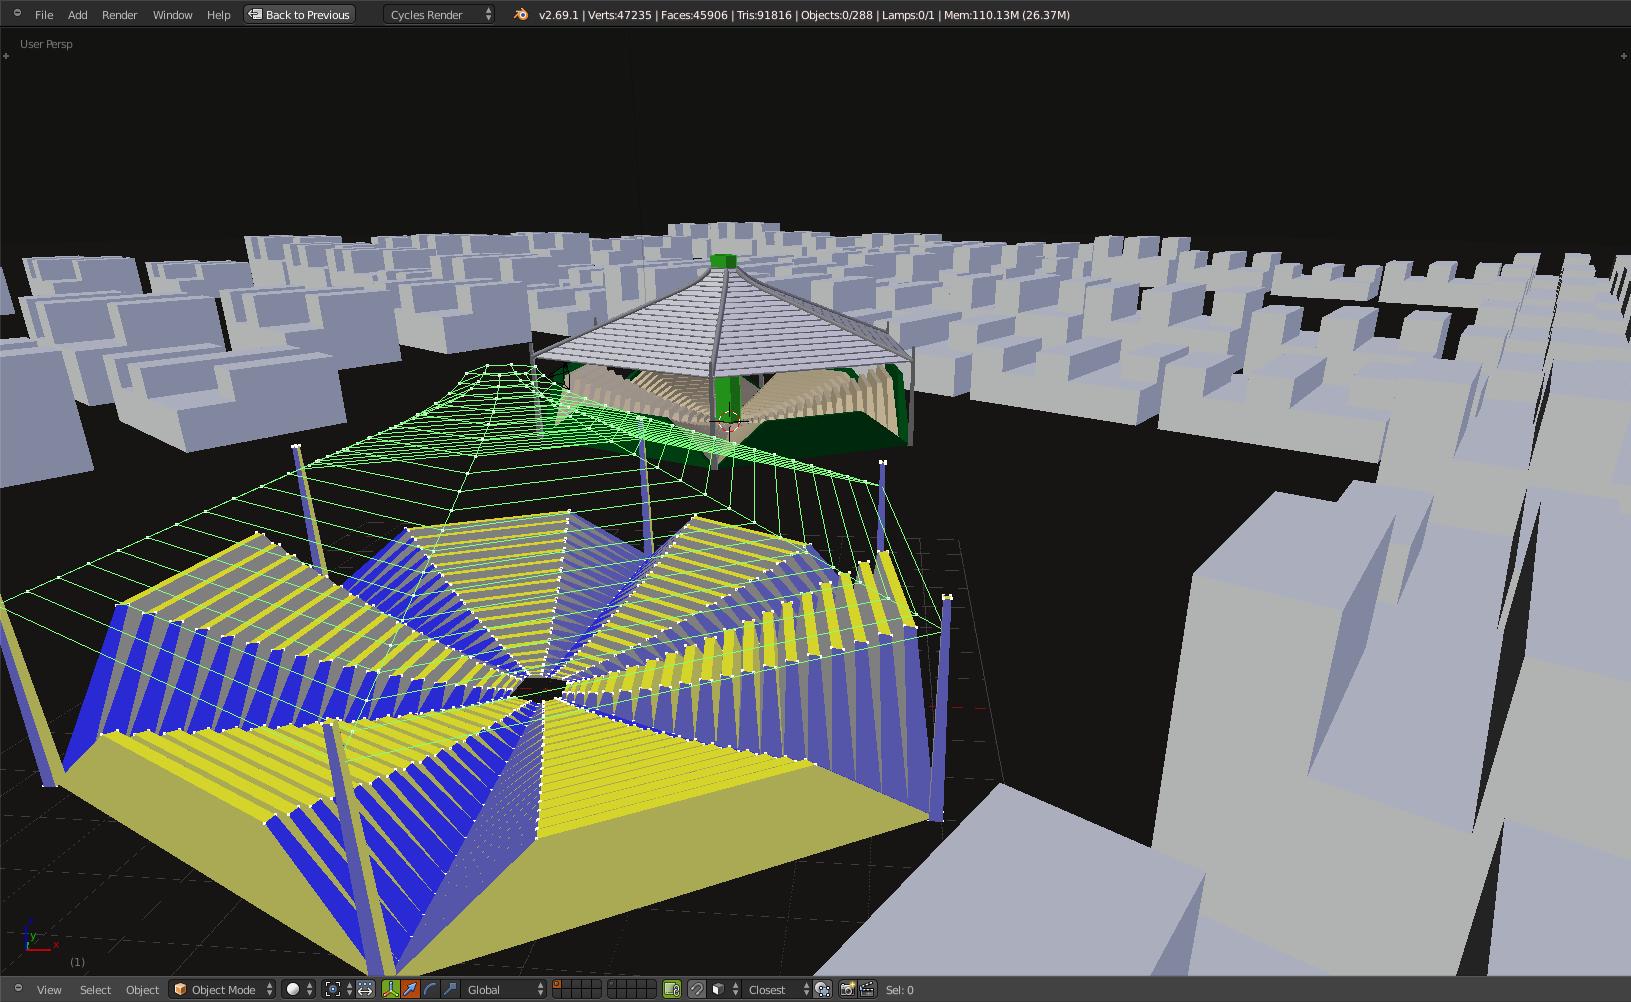 File Add Render Window Help Back to Previous Cycles Render v2.69.1 | Verts:47235 | Faces:45906 | Tris:91816 | Objects:0/288 | Lamps:0/1 | Mem:110.13M (26.37M)
User Persp
y
x
(1)
View Select Object Object Mode Global Closest Sel: 0